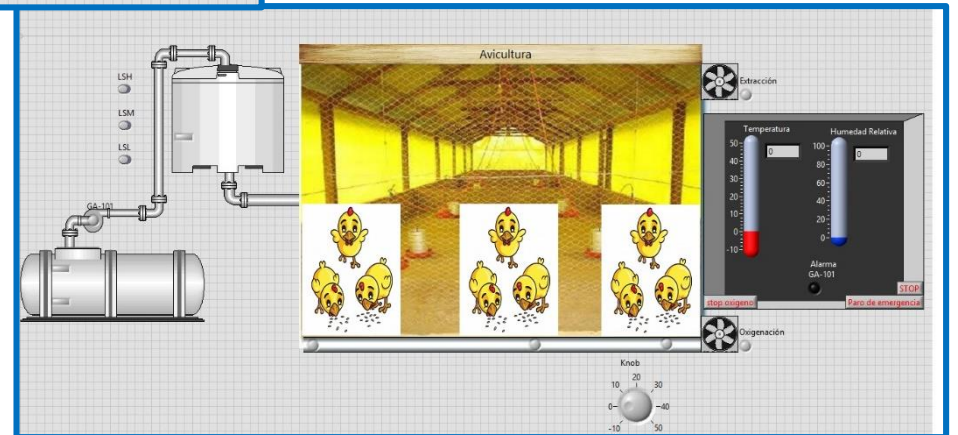 Avicultura
LSH
LSM
LSL
GA-101
Extracción
Temperatura
50
40
30
20
10
0
-10
0
Humedad Relativa
100
80
60
40
20
0
0
Alarma
GA-101
STOP!
stop oxigeno!
Paro de emergencia!
Oxigenación
Knob
-10
0
10
20
30
40
50